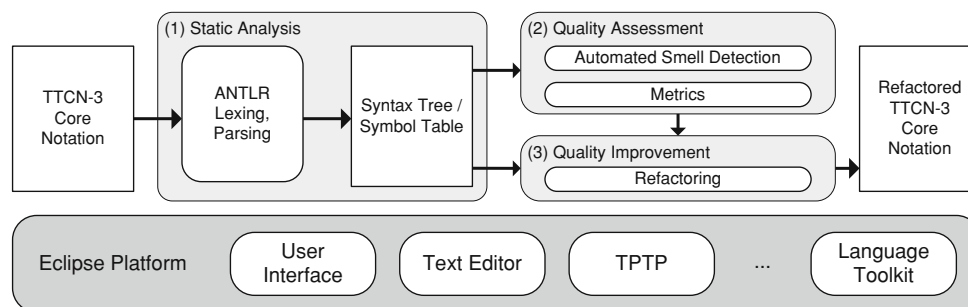 (1) Static Analysis
(2) Quality Assessment
TTCN-3
Core
Notation
ANTLR
Lexing,
Parsing
Syntax Tree /
Symbol Table
Automated Smell Detection
Metrics
(3) Quality Improvement
Refactoring
Refactored
TTCN-3
Core
Notation
Eclipse Platform
User
Interface
Text Editor
TPTP
...
Language
Toolkit